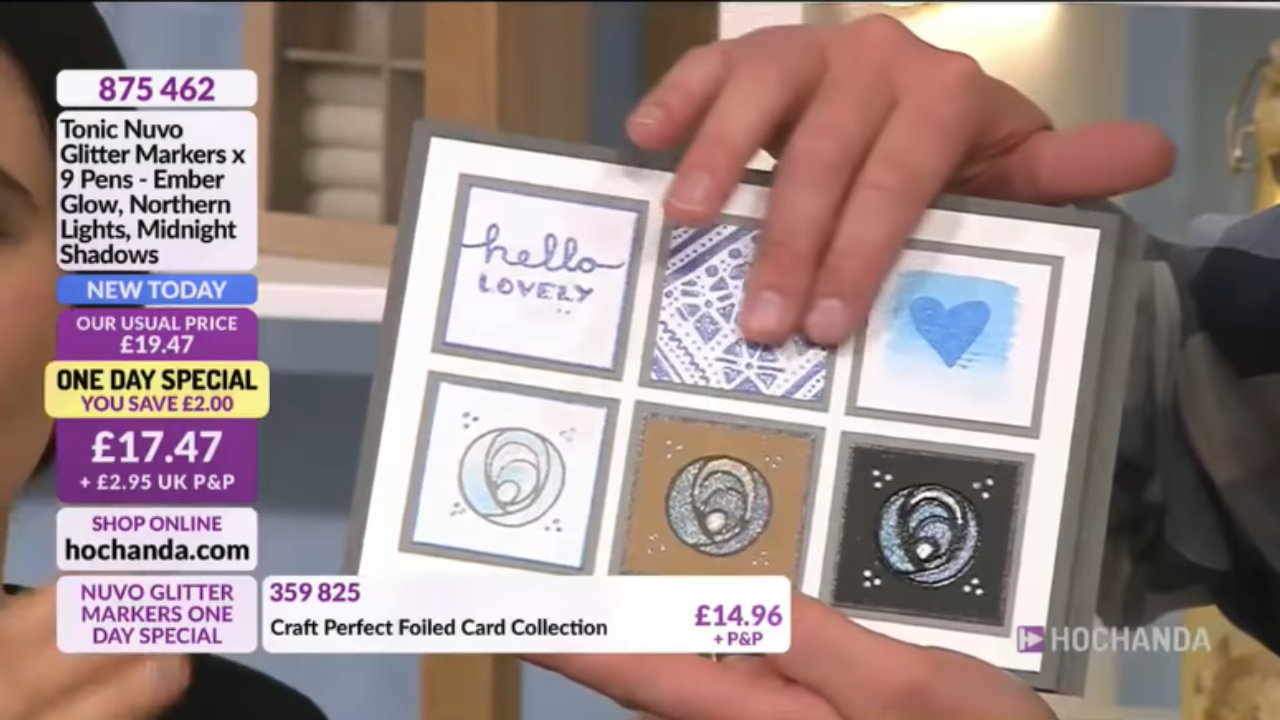 875 462
Tonic Nuvo
Glitter Markers x
9 Pens - Ember
Glow, Northern
Lights, Midnight
Shadows
NEW TODAY
OUR USUAL PRICE
£19.47
ONE DAY SPECIAL
YOU SAVE £2.00
£17.47
+ £2.95 UK P&P
SHOP ONLINE
hochanda.com
NUVO GLITTER
MARKERS ONE
DAY SPECIAL
359 825
Craft Perfect Foiled Card Collection
£14.96
+ P&P
hello
LOVELY
HOCHANDA